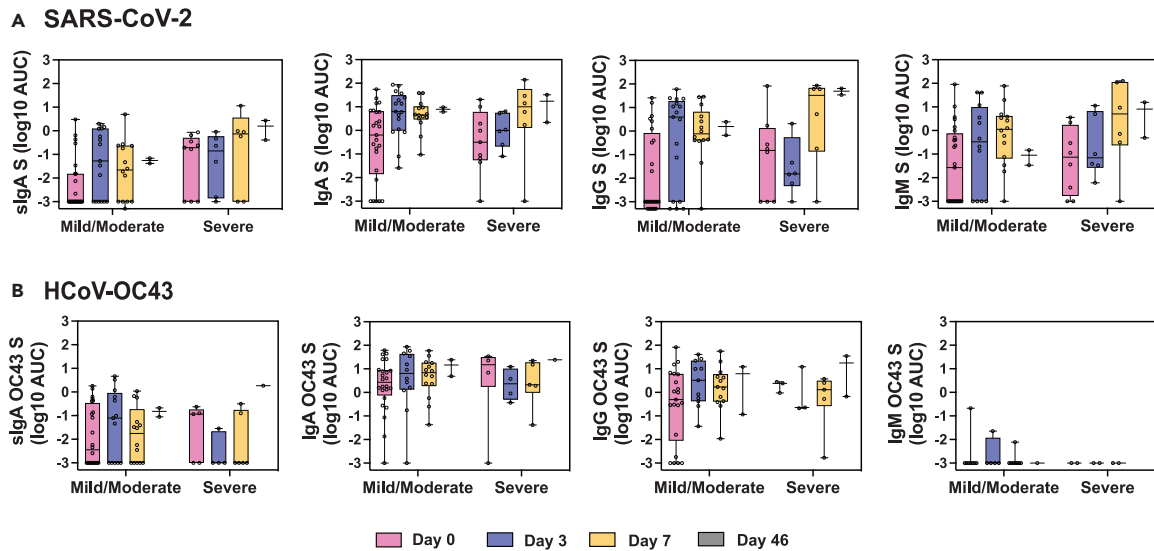 A SARS-CoV-2
sIgA S (log10 AUC)
3
2
1
0
-1
-2
-3
Mild/Moderate Severe
IgA S (log10 AUC)
3
2
1
0
-1
-2
-3
Mild/Moderate Severe
IgG S (log10 AUC)
3
2
1
0
-1
-2
-3
Mild/Moderate Severe
IgM S (log10 AUC)
3
2
1
0
-1
-2
-3
Mild/Moderate Severe
B HCoV-OC43
sIgA OC43 S
(log10 AUC)
3
2
1
0
-1
-2
-3
Mild/Moderate Severe
IgA OC43 S
(log10 AUC)
3
2
1
0
-1
-2
-3
Mild/Moderate Severe
IgG OC43 S
(log10 AUC)
3
2
1
0
-1
-2
-3
Mild/Moderate Severe
IgM OC43 S
(log10 AUC)
3
2
1
0
-1
-2
-3
Mild/Moderate Severe
Day 0 Day 3 Day 7 Day 46